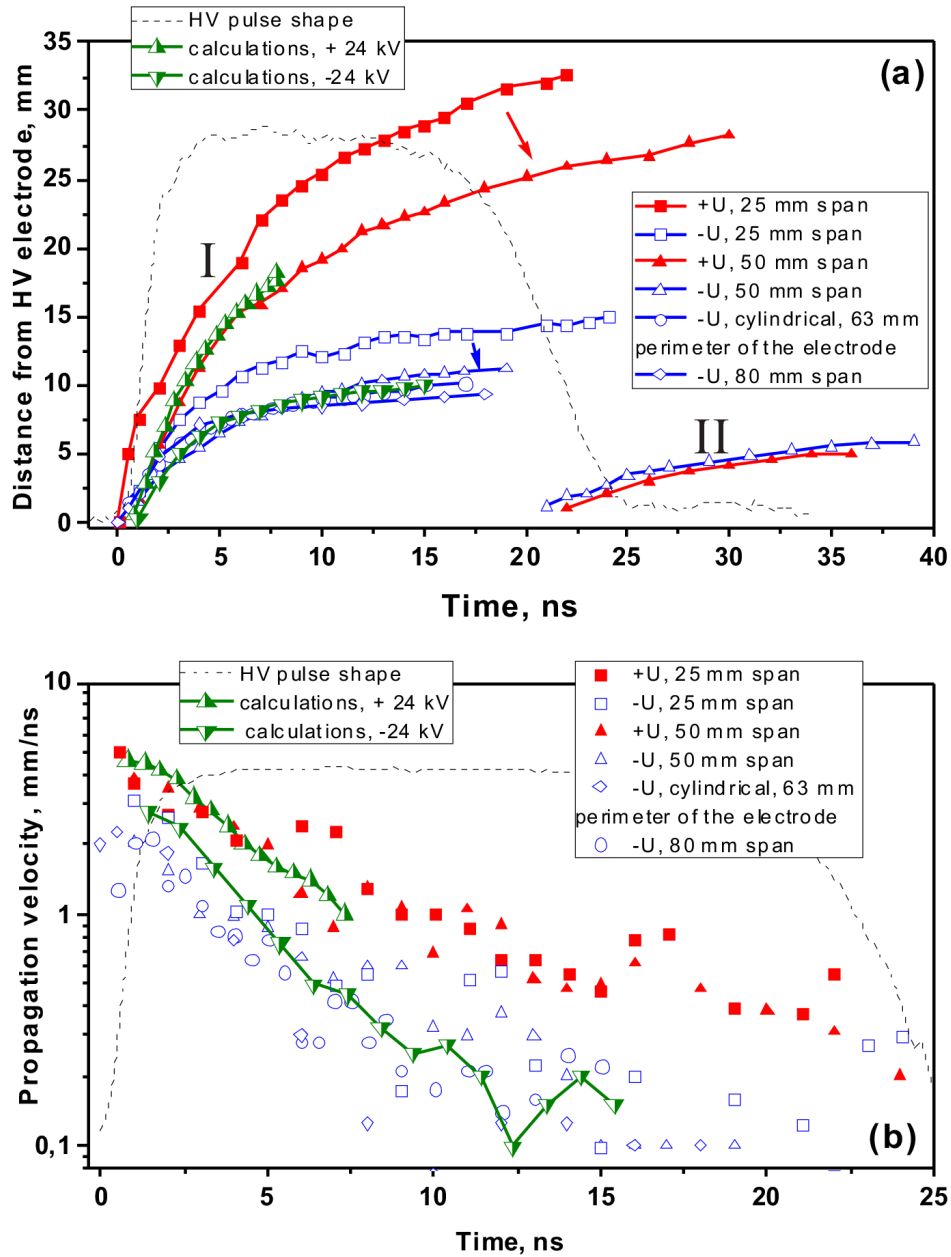 HV pulse shape
calculations, + 24 kV
calculations, -24 kV
(a)
Distance from HV electrode, mm
35
30
25
20
15
10
5
0
I
II
+U, 25 mm span
-U, 25 mm span
+U, 50 mm span
-U, 50 mm span
-U, cylindrical, 63 mm
perimeter of the electrode
-U, 80 mm span
0 5 10 15 20 25 30 35 40
Time, ns
HV pulse shape
calculations, + 24 kV
calculations, -24 kV
+U, 25 mm span
-U, 25 mm span
+U, 50 mm span
-U, 50 mm span
-U, cylindrical, 63 mm
perimeter of the electrode
-U, 80 mm span
Propagation velocity, mm/ns
10
1
0,1
(b)
0 5 10 15 20 25
Time, ns